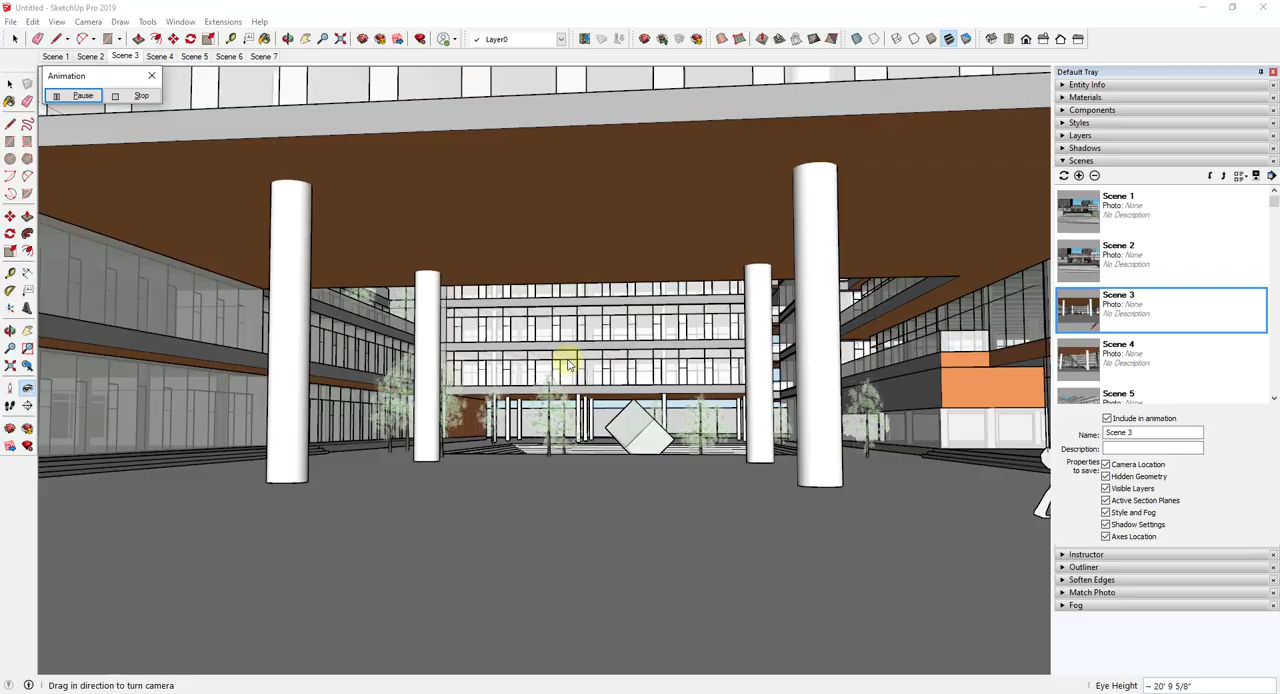 Untitled - SketchUp Pro 2019
File Edit View Camera Draw Tools Window Extensions Help
Layer0
Scene 1 Scene 2 Scene 3 Scene 4 Scene 5 Scene 6 Scene 7
Animation
Pause Stop
Default Tray
Entity Info
Materials
Components
Styles
Layers
Shadows
Scenes
Scene 1
Photo: None
No Description
Scene 2
Photo: None
No Description
Scene 3
Photo: None
No Description
Scene 4
Photo: None
No Description
Scene 5
Photo: None
Include in animation
Name: Scene 3
Description:
Properties to save:
Camera Location
Hidden Geometry
Visible Layers
Active Section Planes
Style and Fog
Shadow Settings
Axes Location
Instructor
Outliner
Soften Edges
Match Photo
Fog
Drag in direction to turn camera
Eye Height ~ 20' 9 5/8"